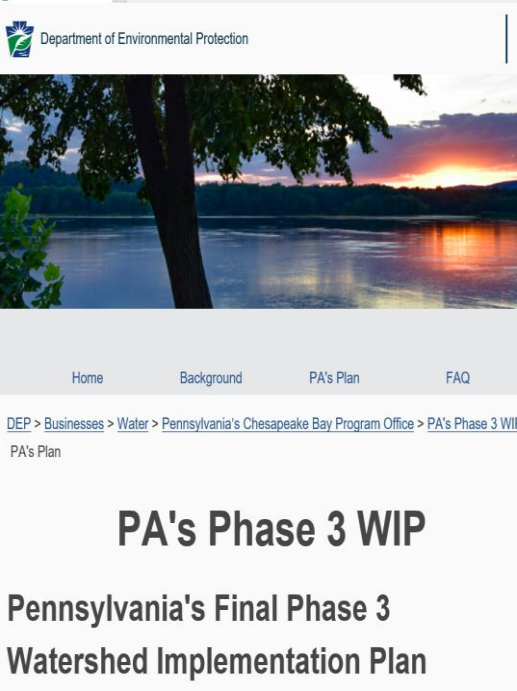 Department of Environmental Protection
Home Background PA's Plan FAQ
DEP > Businesses > Water > Pennsylvania's Chesapeake Bay Program Office > PA's Phase 3 WIP
PA's Plan
PA's Phase 3 WIP
Pennsylvania's Final Phase 3
Watershed Implementation Plan